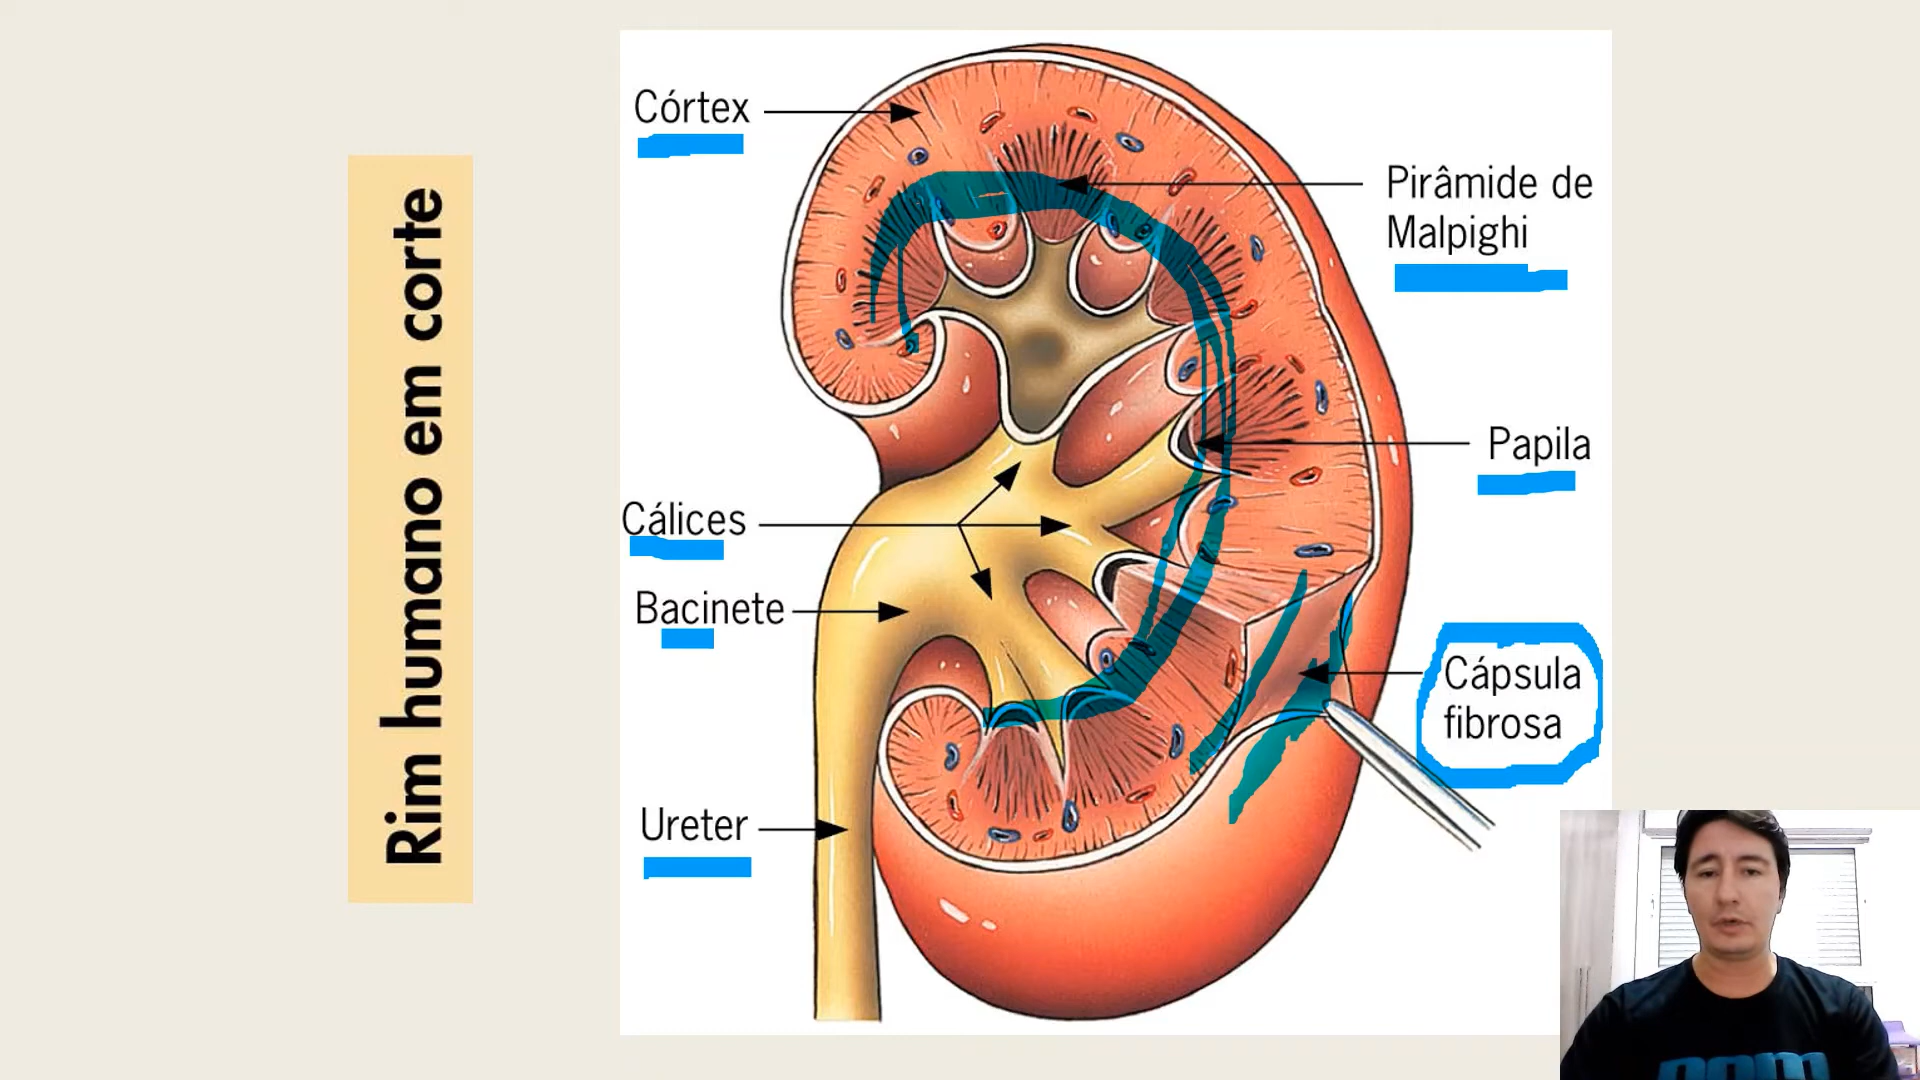 Rim humano em corte
Córtex
Pirâmide de
Malpighi
Papila
Cálices
Bacinete
Cápsula
fibrosa
Ureter